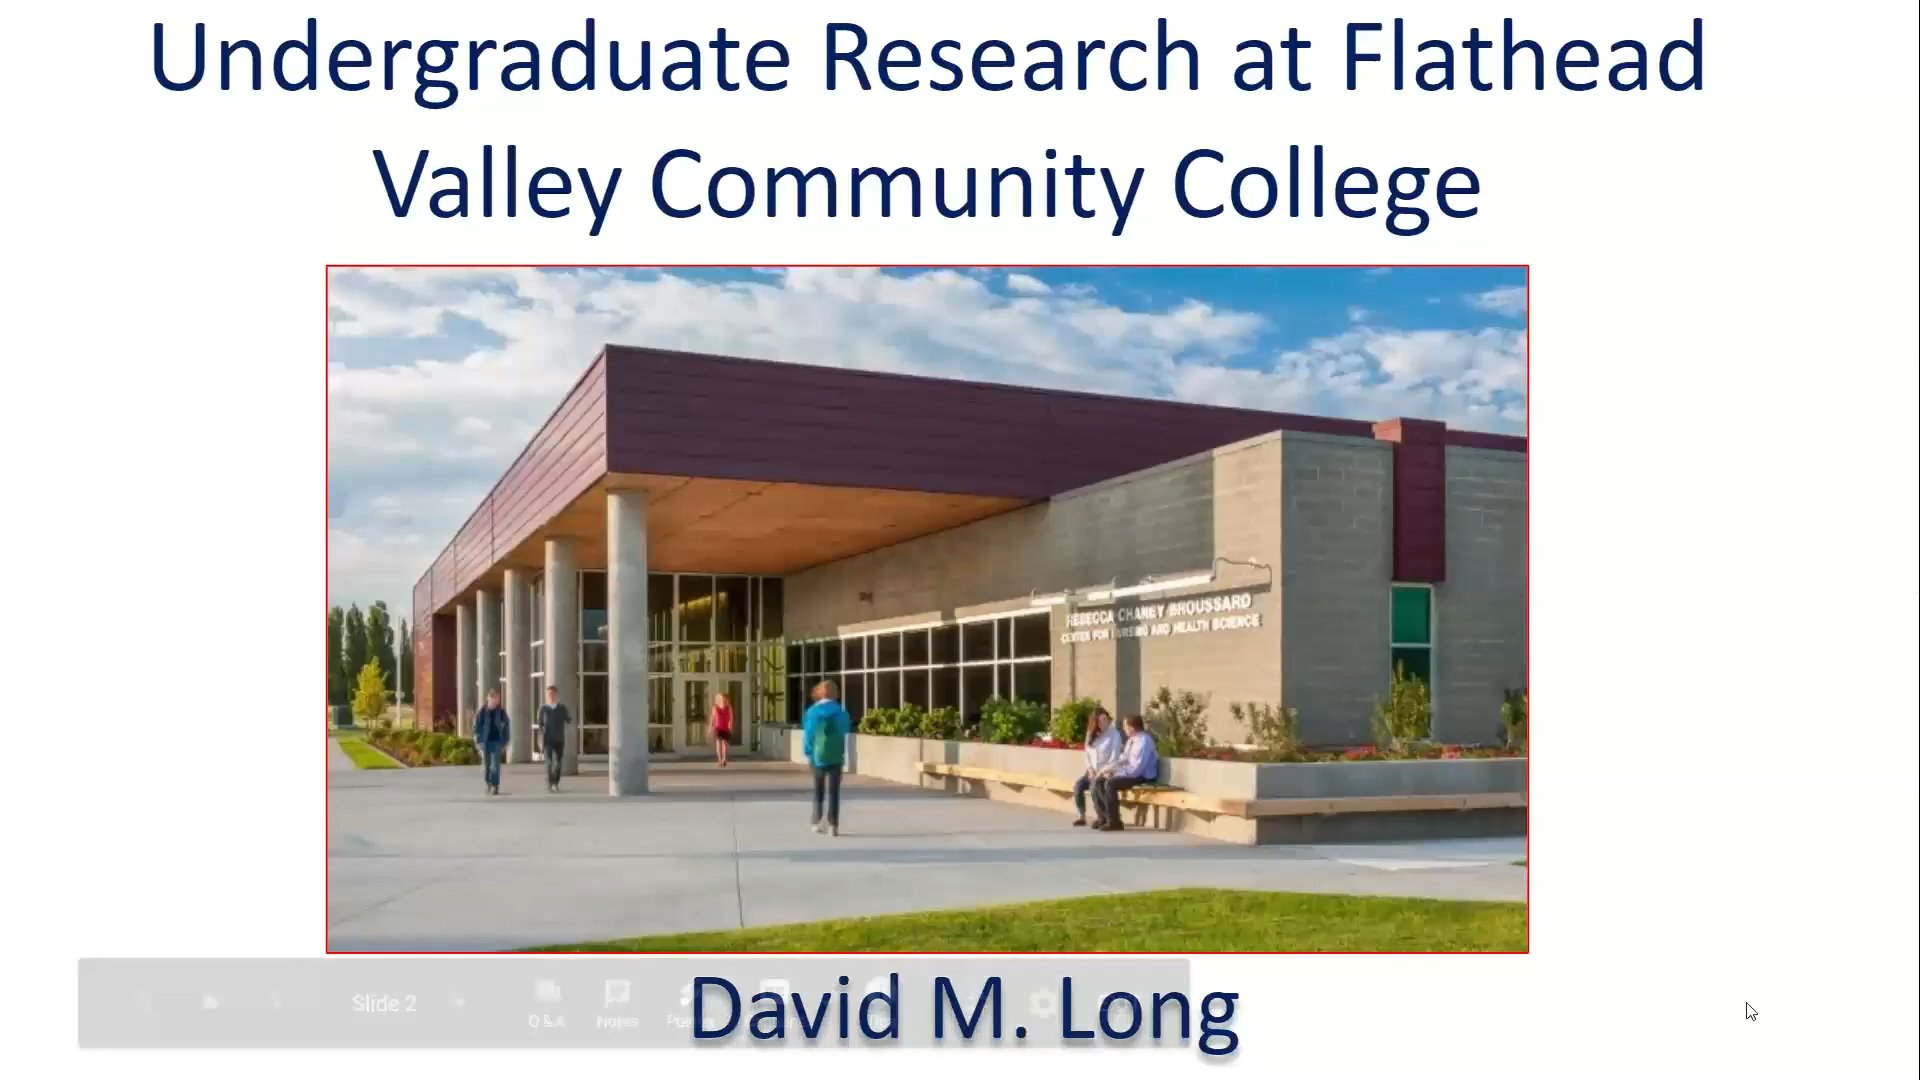 Undergraduate Research at Flathead
Valley Community College
REBECCA CHANEY BROUSSARD
CENTER FOR NURSING AND HEALTH SCIENCE
Slide 2
Q & A
Notes
David M. Long